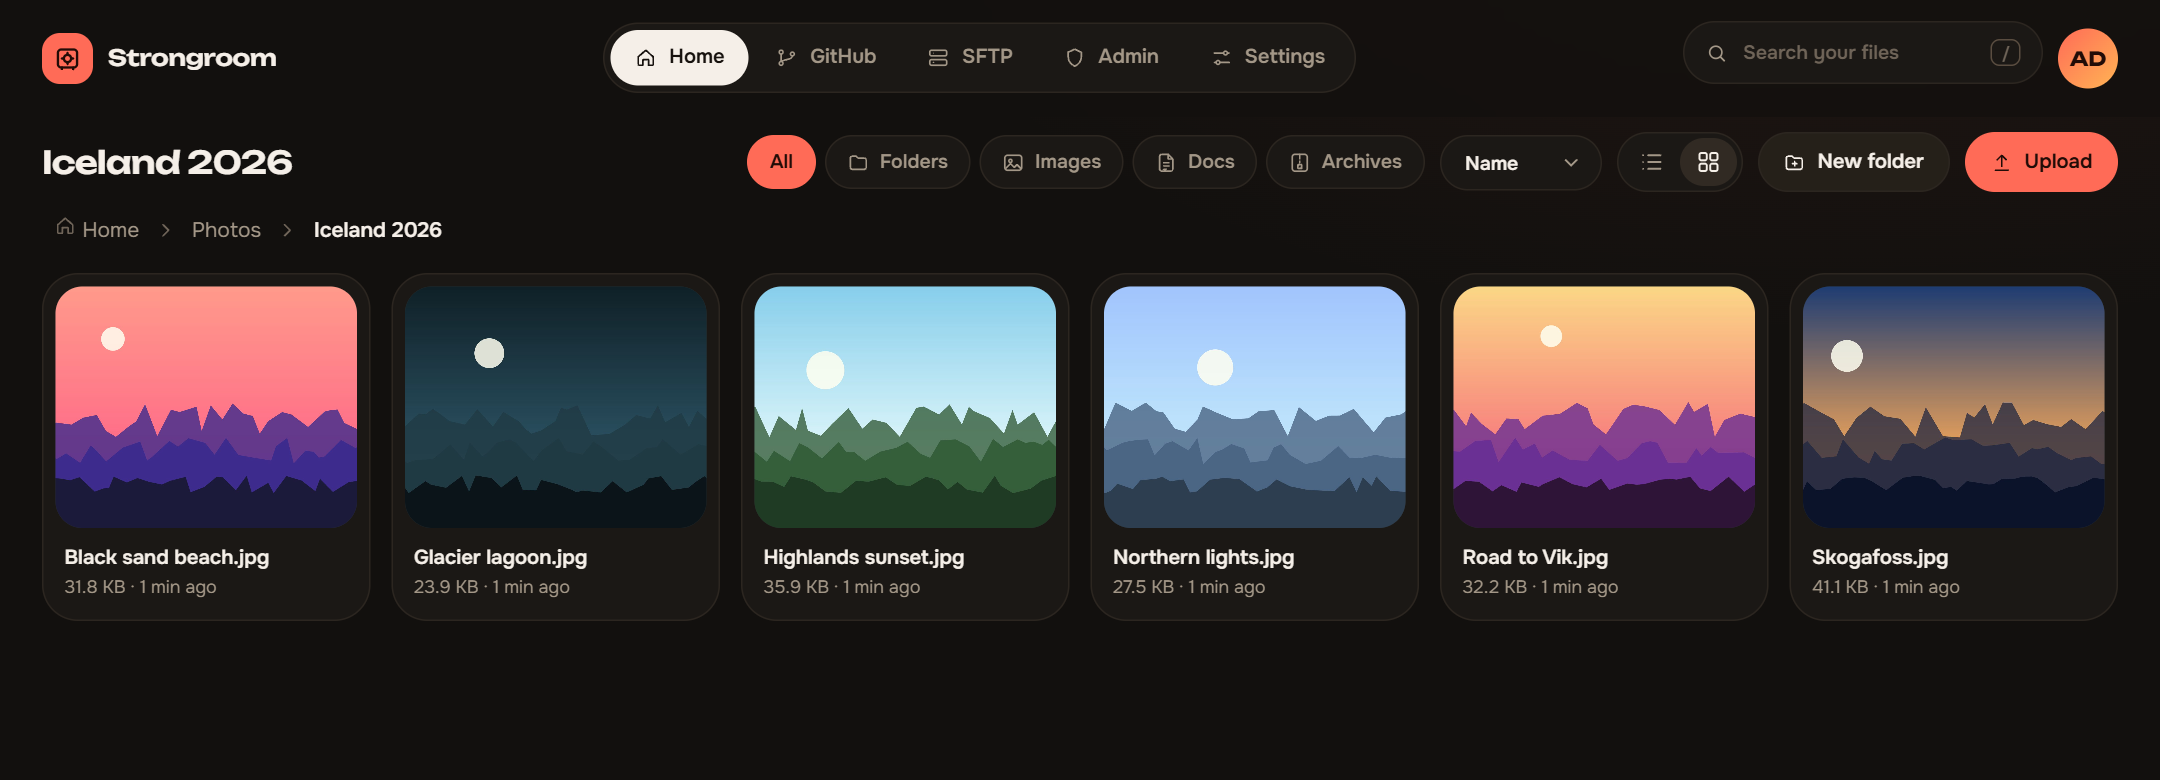 Strongroom
Home GitHub SFTP Admin Settings
Search your files /
AD
Iceland 2026
All Folders Images Docs Archives Name New folder Upload
Home > Photos > Iceland 2026
Black sand beach.jpg
31.8 KB · 1 min ago
Glacier lagoon.jpg
23.9 KB · 1 min ago
Highlands sunset.jpg
35.9 KB · 1 min ago
Northern lights.jpg
27.5 KB · 1 min ago
Road to Vik.jpg
32.2 KB · 1 min ago
Skogafoss.jpg
41.1 KB · 1 min ago